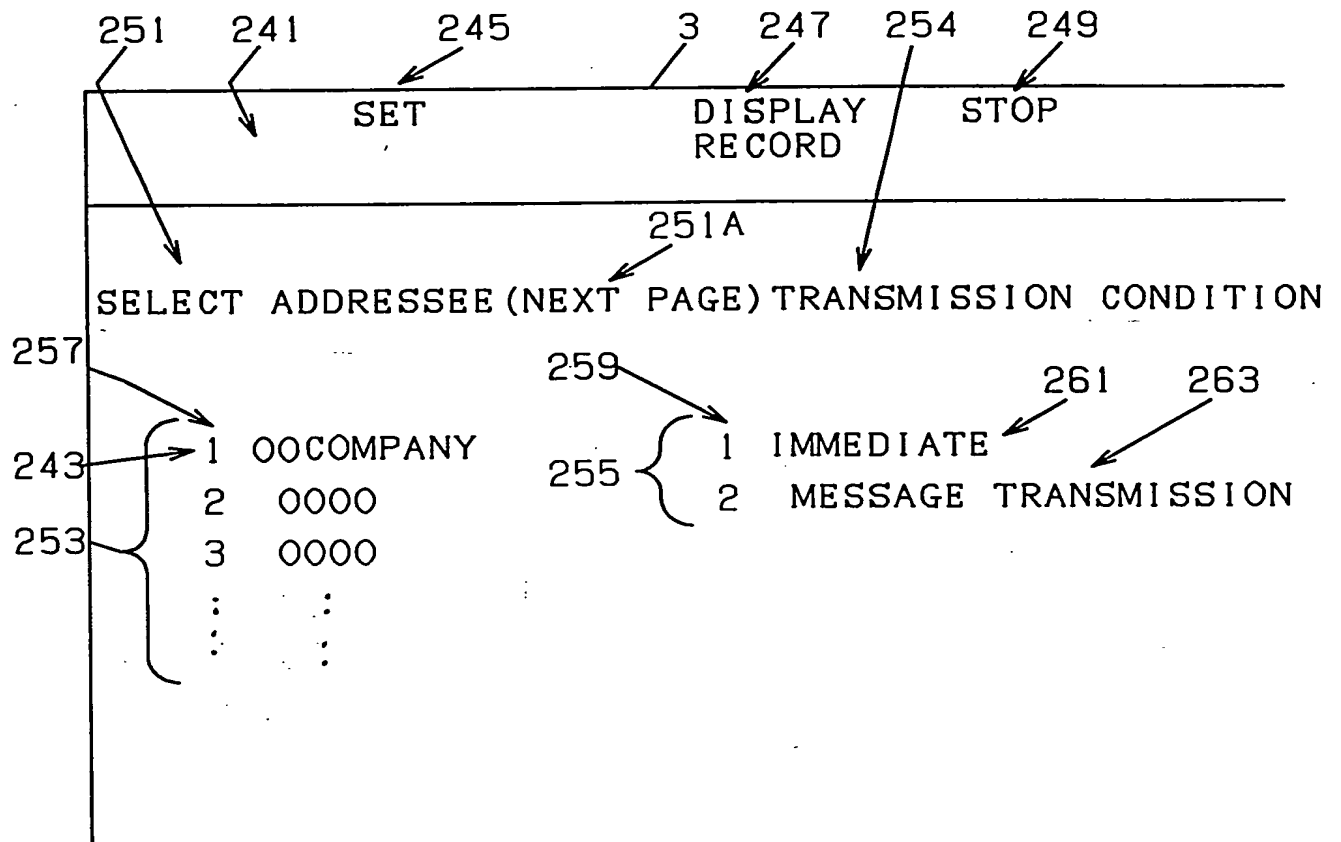 251 241 245 3 247 254 249
SET DISPLAY STOP
RECORD
251A
SELECT ADDRESSEE(NEXT PAGE)TRANSMISSION CONDITION
257 259 261 263
1 OOCOMPANY 1 IMMEDIATE
243 255
2 OOOO 2 MESSAGE TRANSMISSION
253 3 OOOO